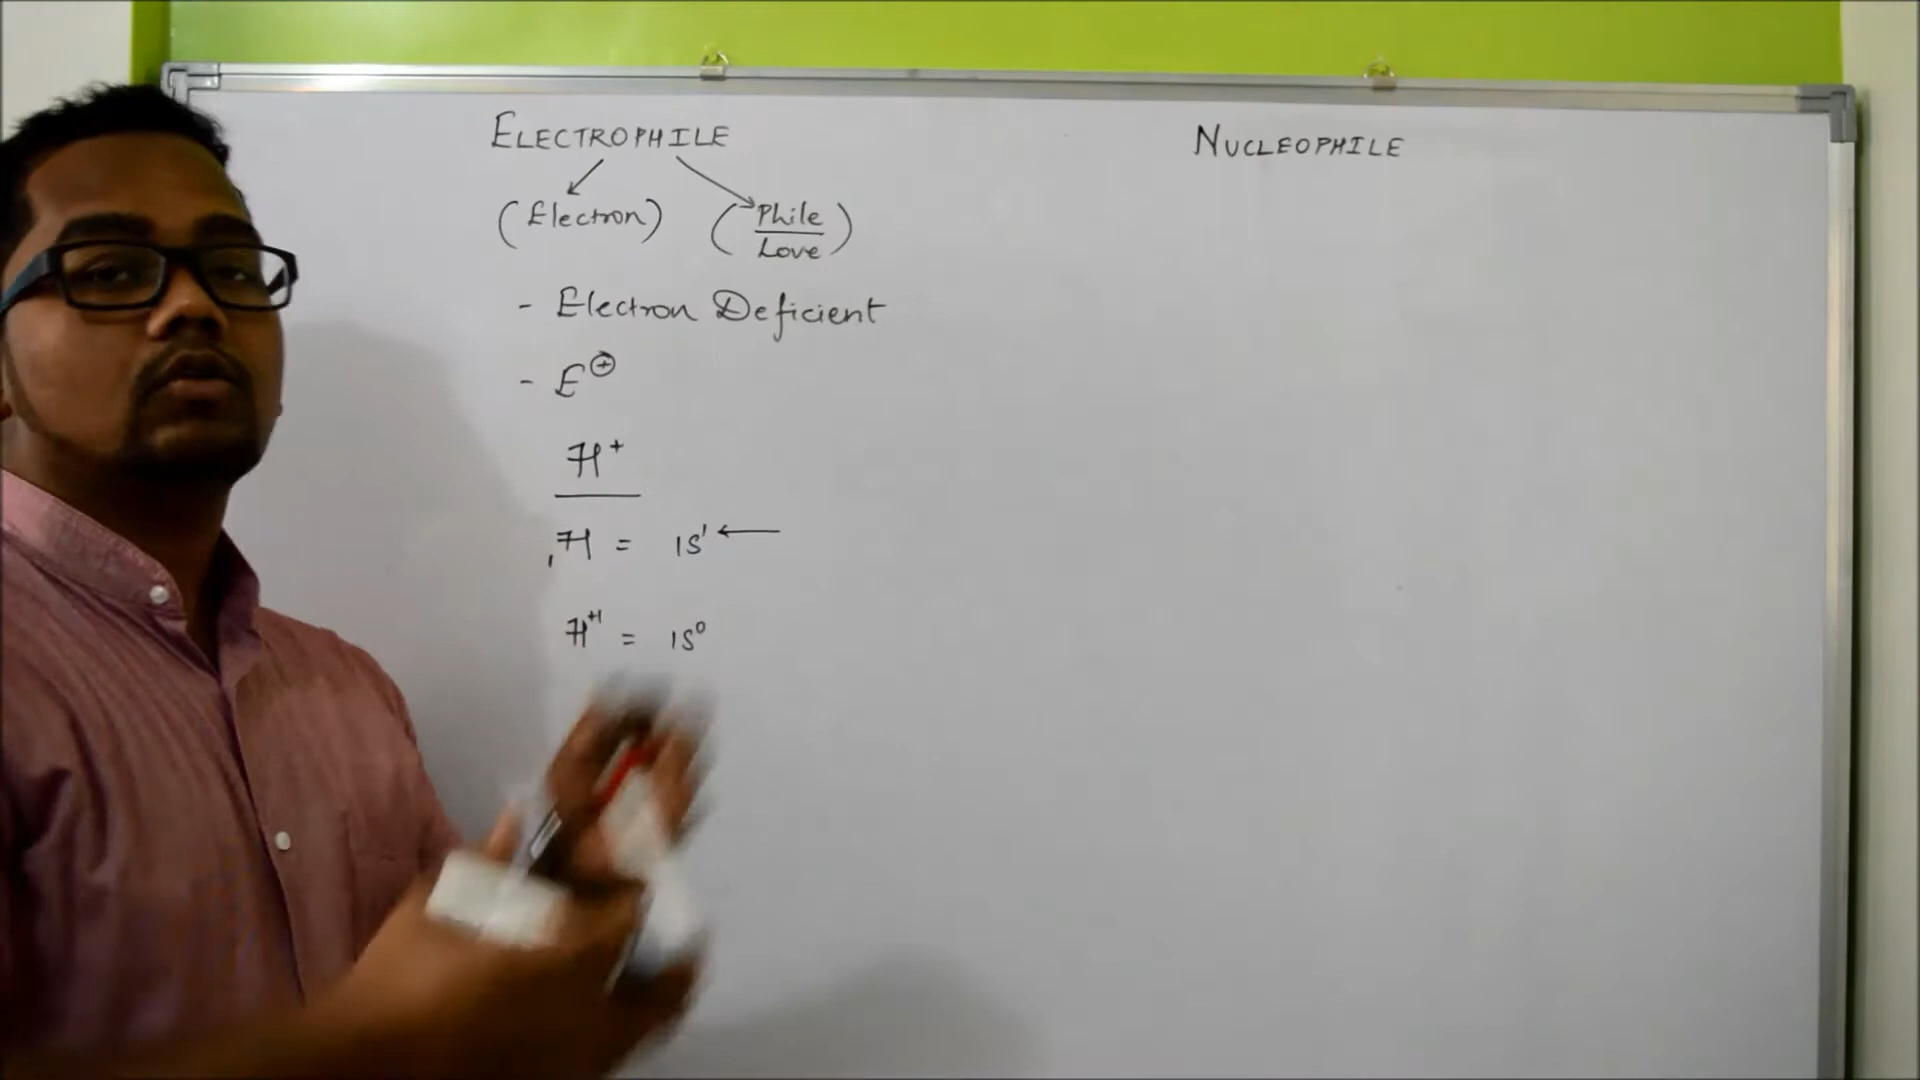 ELECTROPHILE
(Electron) (Phile/Love)
- Electron Deficient
- E⊕
H⁺
₁H = 1S¹ ←
H⁺¹ = 1S⁰
NUCLEOPHILE